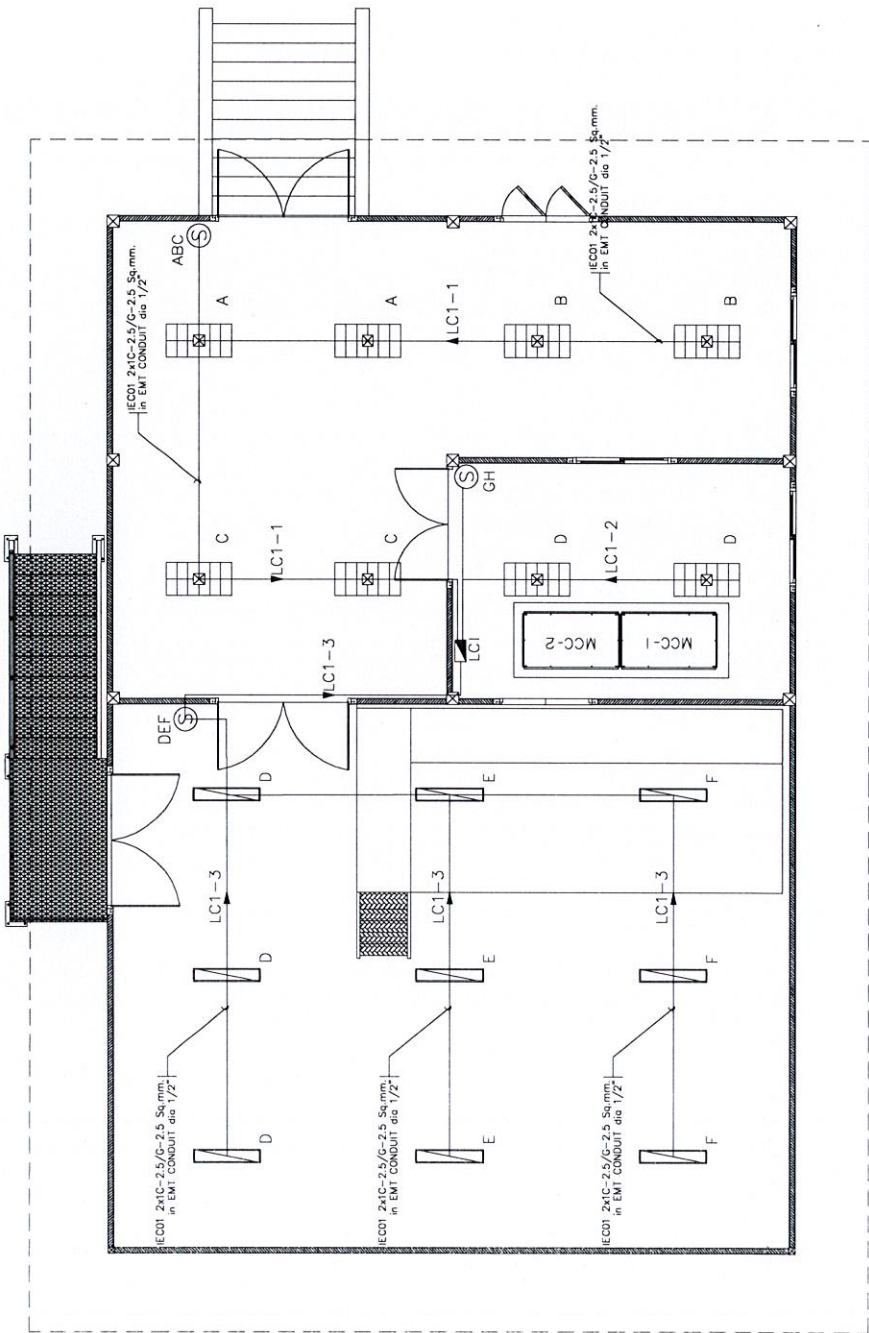 IEC01 2x1C-2.5/G-2.5 Sq.mm.
in EMT CONDUIT dia 1/2"
IEC01 2x1C-2.5/G-2.5 Sq.mm.
in EMT CONDUIT dia 1/2"
ABC
S
A
A
B
B
LC1-1
C
C
LC1-1
S
GH
D
D
LC1-2
LC1
MCC-2
MCC-1
LC1-3
DEF
S
D
E
F
LC1-3
LC1-3
LC1-3
D
E
F
IEC01 2x1C-2.5/G-2.5 Sq.mm.
in EMT CONDUIT dia 1/2"
IEC01 2x1C-2.5/G-2.5 Sq.mm.
in EMT CONDUIT dia 1/2"
IEC01 2x1C-2.5/G-2.5 Sq.mm.
in EMT CONDUIT dia 1/2"
D
E
F